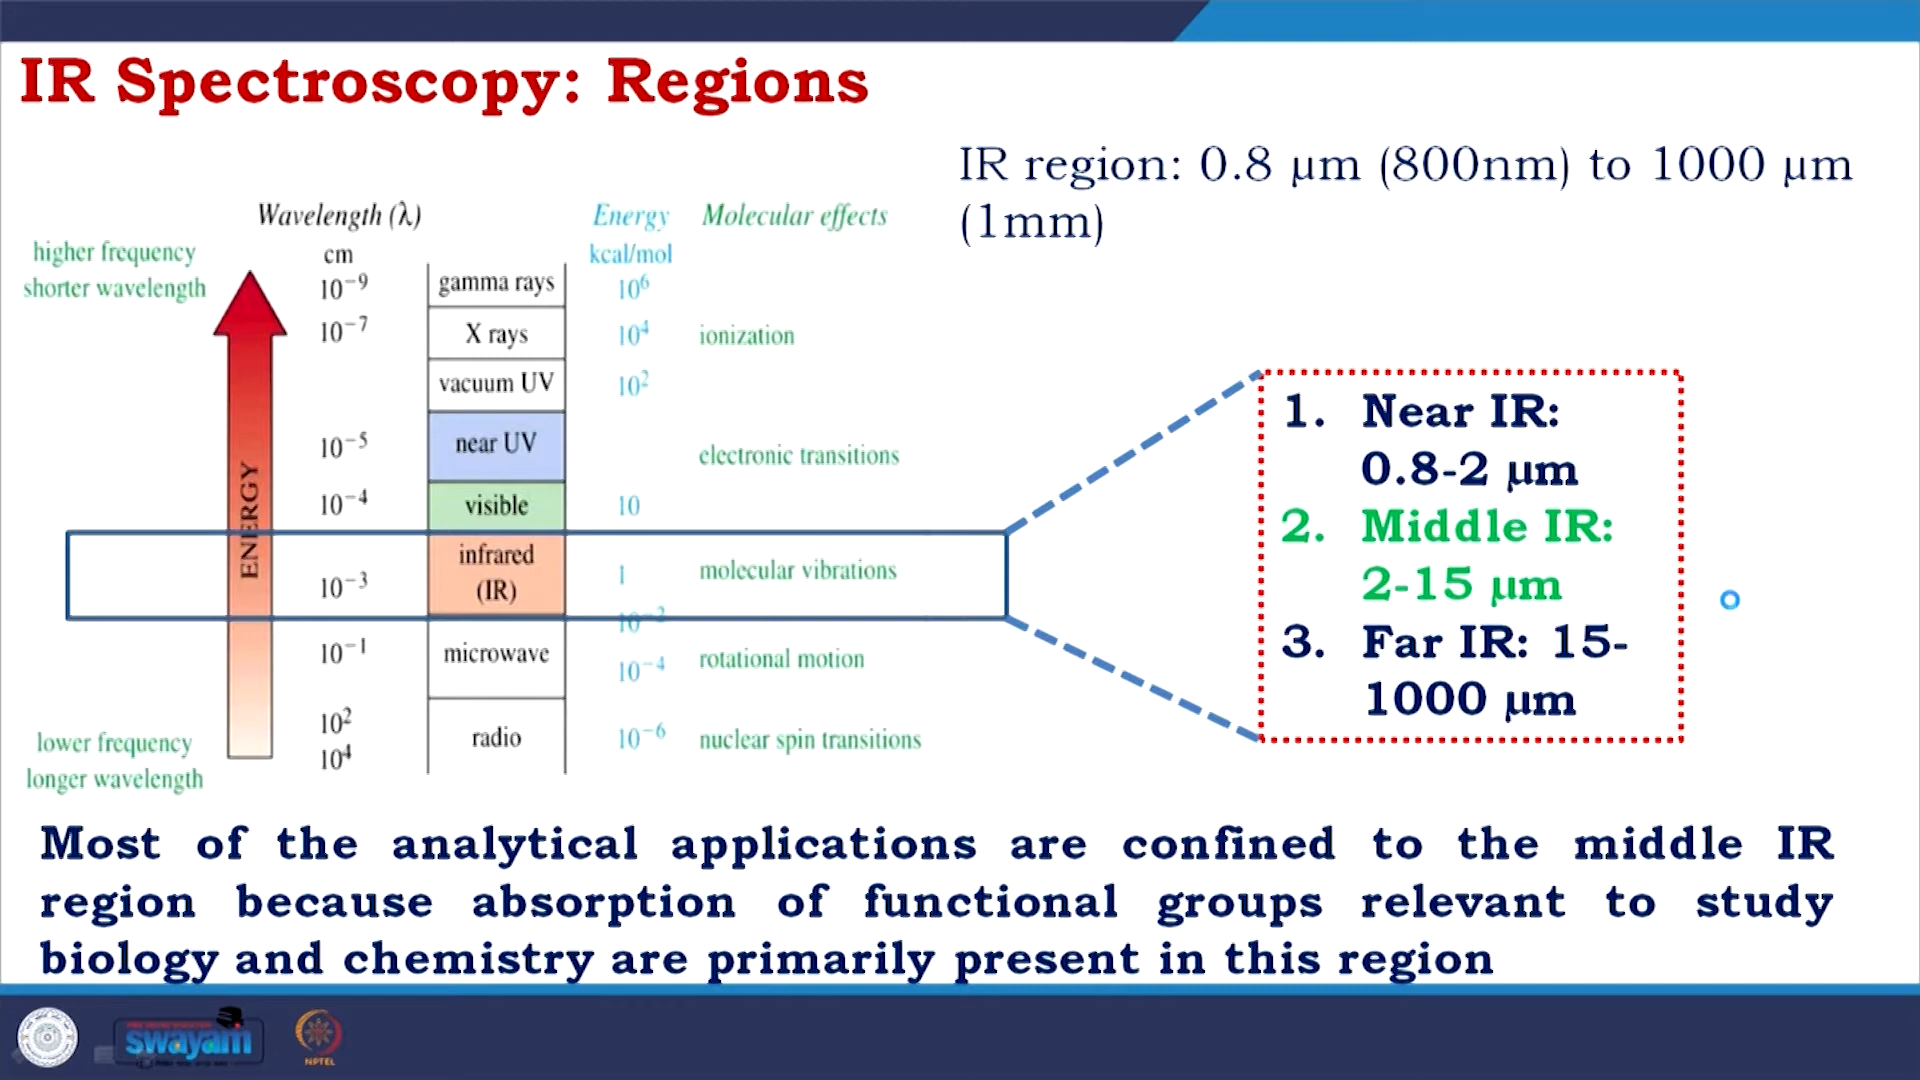 IR Spectroscopy: Regions
IR region: 0.8 µm (800nm) to 1000 µm
(1mm)
Wavelength (λ) Energy Molecular effects
higher frequency cm kcal/mol
shorter wavelength 10⁻⁹ gamma rays 10⁶
10⁻⁷ X rays 10⁴ ionization
vacuum UV 10²
10⁻⁵ near UV electronic transitions
10⁻⁴ visible 10
ENERGY
infrared
10⁻³ (IR) 1 molecular vibrations
10⁻²
10⁻¹ microwave 10⁻⁴ rotational motion
10² radio 10⁻⁶ nuclear spin transitions
lower frequency 10⁴
longer wavelength
1. Near IR:
0.8-2 µm
2. Middle IR:
2-15 µm
3. Far IR: 15-
1000 µm
Most of the analytical applications are confined to the middle IR
region because absorption of functional groups relevant to study
biology and chemistry are primarily present in this region
swayam
NPTEL